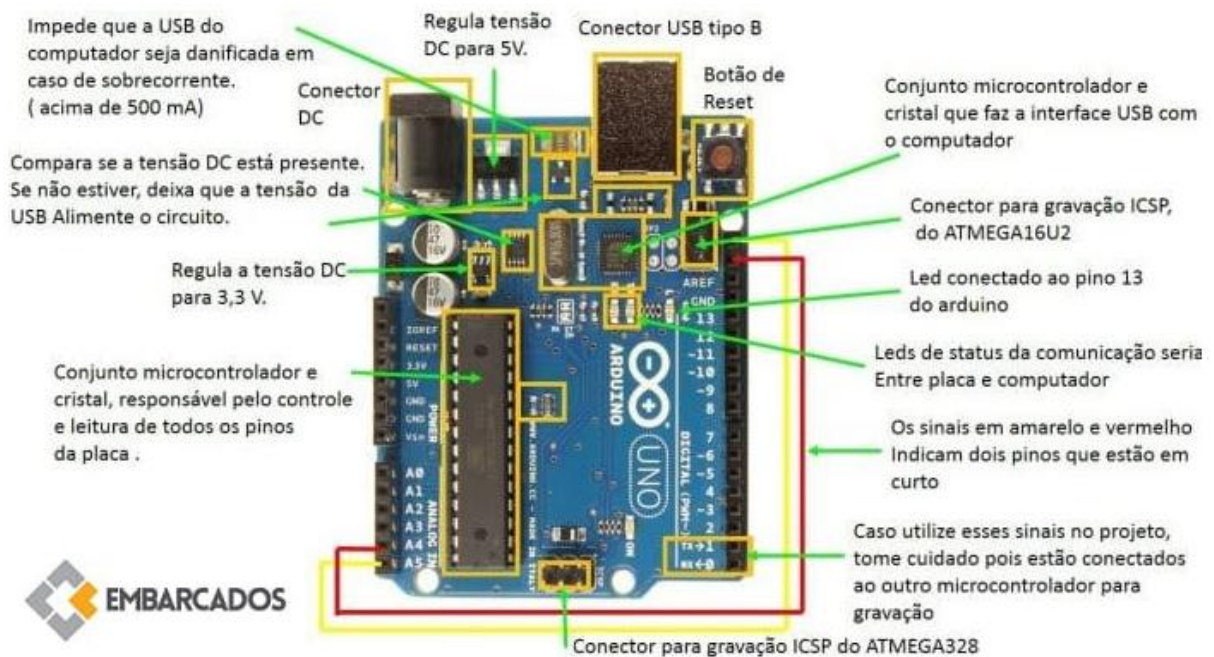 Impede que a USB do
computador seja danificada em
caso de sobrecorrente.
( acima de 500 mA)
Regula tensão
DC para 5V.
Conector USB tipo B
Conector
DC
Botão de
Reset
Conjunto microcontrolador e
cristal que faz a interface USB com
o computador
Compara se a tensão DC está presente.
Se não estiver, deixa que a tensão da
USB Alimente o circuito.
Conector para gravação ICSP,
do ATMEGA16U2
Regula a tensão DC
para 3,3 V.
Led conectado ao pino 13
do arduino
Leds de status da comunicação seria
Entre placa e computador
Conjunto microcontrolador e
cristal, responsável pelo controle
e leitura de todos os pinos
da placa .
Os sinais em amarelo e vermelho
Indicam dois pinos que estão em
curto
Caso utilize esses sinais no projeto,
tome cuidado pois estão conectados
ao outro microcontrolador para
gravação
Conector para gravação ICSP do ATMEGA328
EMBARCADOS
47
16V
IOREF
RESET
3.3V
5V
GND
GND
Vin
POWER
A0
A1
A2
A3
A4
A5
ANALOG IN
ARDUINO
UNO
AREF
GND
13
12
~11
~10
~9
8
7
~6
~5
4
~3
2
TX→1
RX←0
DIGITAL (PWM~)
ON
ICSP